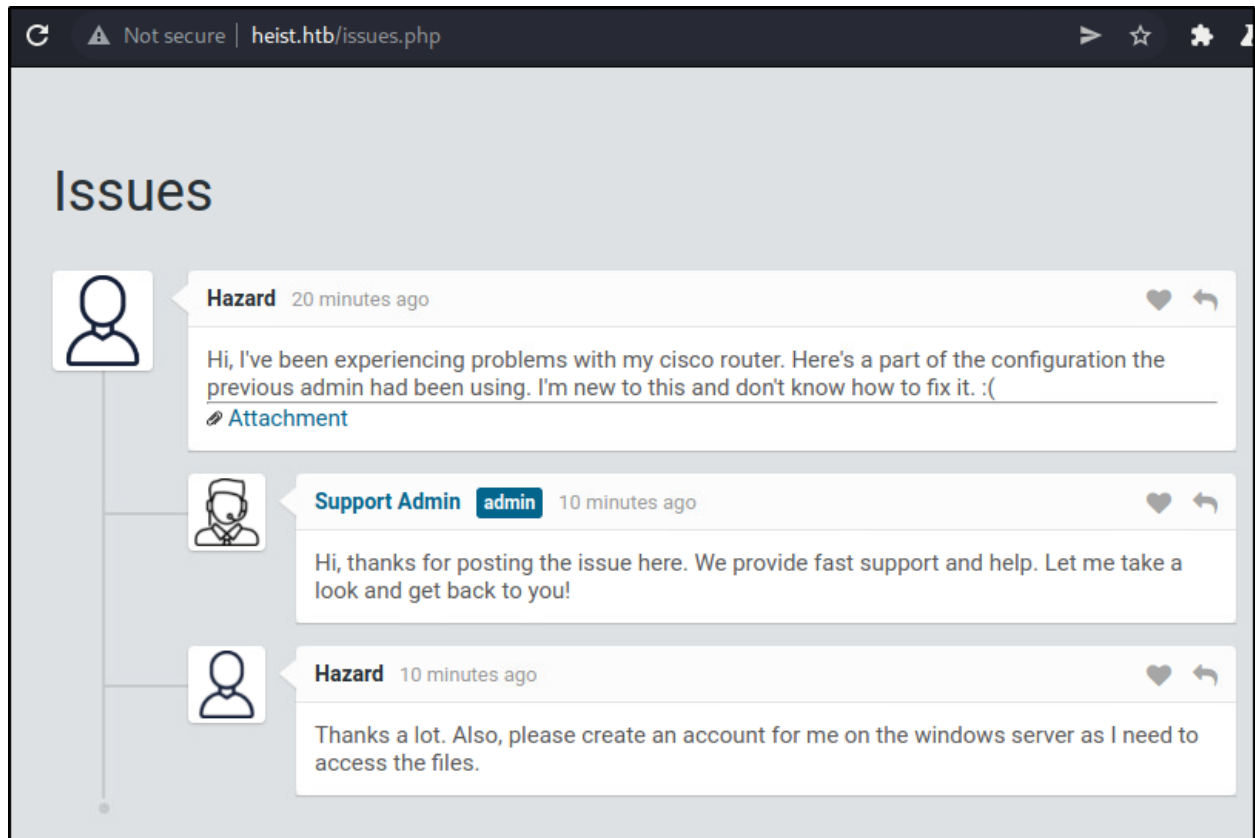 Not secure | heist.htb/issues.php
Issues
Hazard 20 minutes ago
Hi, I've been experiencing problems with my cisco router. Here's a part of the configuration the
previous admin had been using. I'm new to this and don't know how to fix it. :(
Attachment
Support Admin admin 10 minutes ago
Hi, thanks for posting the issue here. We provide fast support and help. Let me take a
look and get back to you!
Hazard 10 minutes ago
Thanks a lot. Also, please create an account for me on the windows server as I need to
access the files.